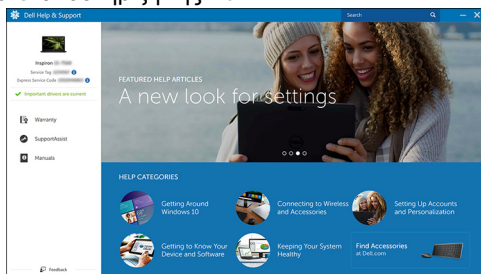 Dell Help & Support
Search
Inspiron
Service Tag
Express Service Code
Important drivers are current
Warranty
SupportAssist
Manuals
Feedback
FEATURED HELP ARTICLES
A new look for settings
HELP CATEGORIES
Getting Around
Windows 10
Connecting to Wireless
and Accessories
Setting Up Accounts
and Personalization
Getting to Know Your
Device and Software
Keeping Your System
Healthy
Find Accessories
at Dell.com